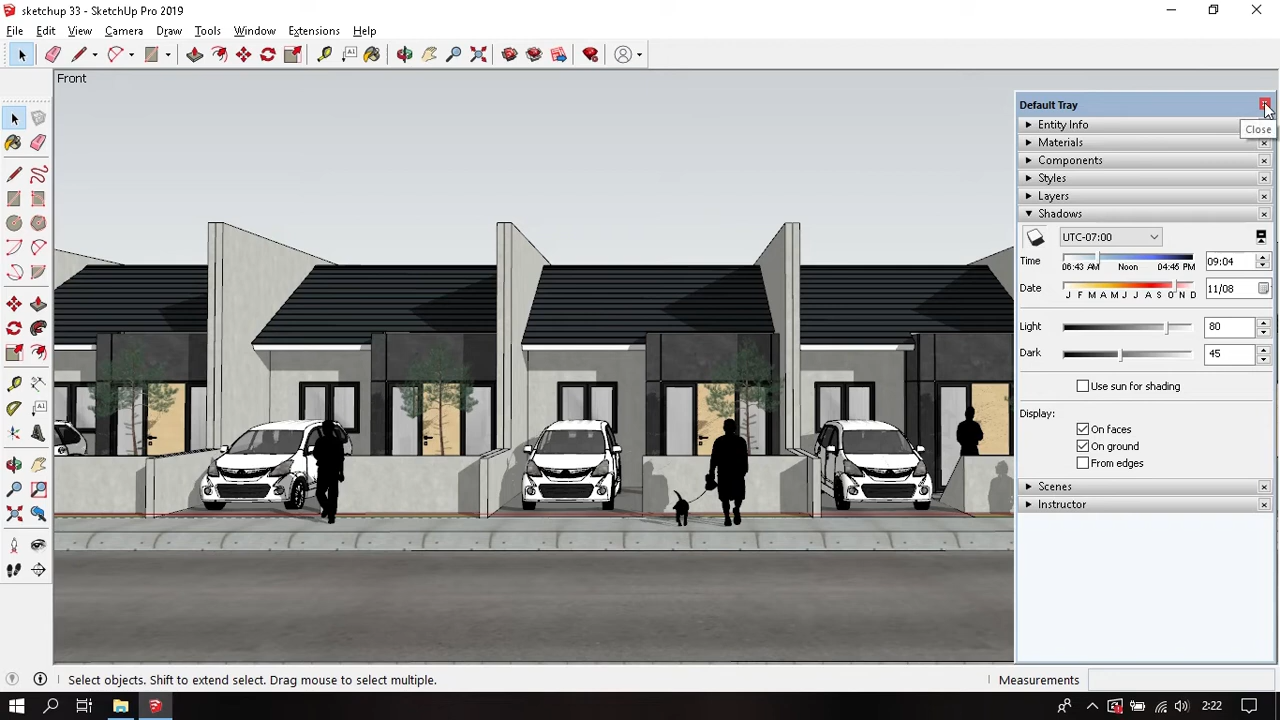 sketchup 33 - SketchUp Pro 2019
File Edit View Camera Draw Tools Window Extensions Help
Front
Default Tray
Close
Entity Info
Materials
Components
Styles
Layers
Shadows
UTC-07:00
Time 06:43 AM Noon 04:45 PM 09:04
Date J F M A M J J A S O N D 11/08
Light 80
Dark 45
Use sun for shading
Display:
On faces
On ground
From edges
Scenes
Instructor
Select objects. Shift to extend select. Drag mouse to select multiple.
Measurements
2:22